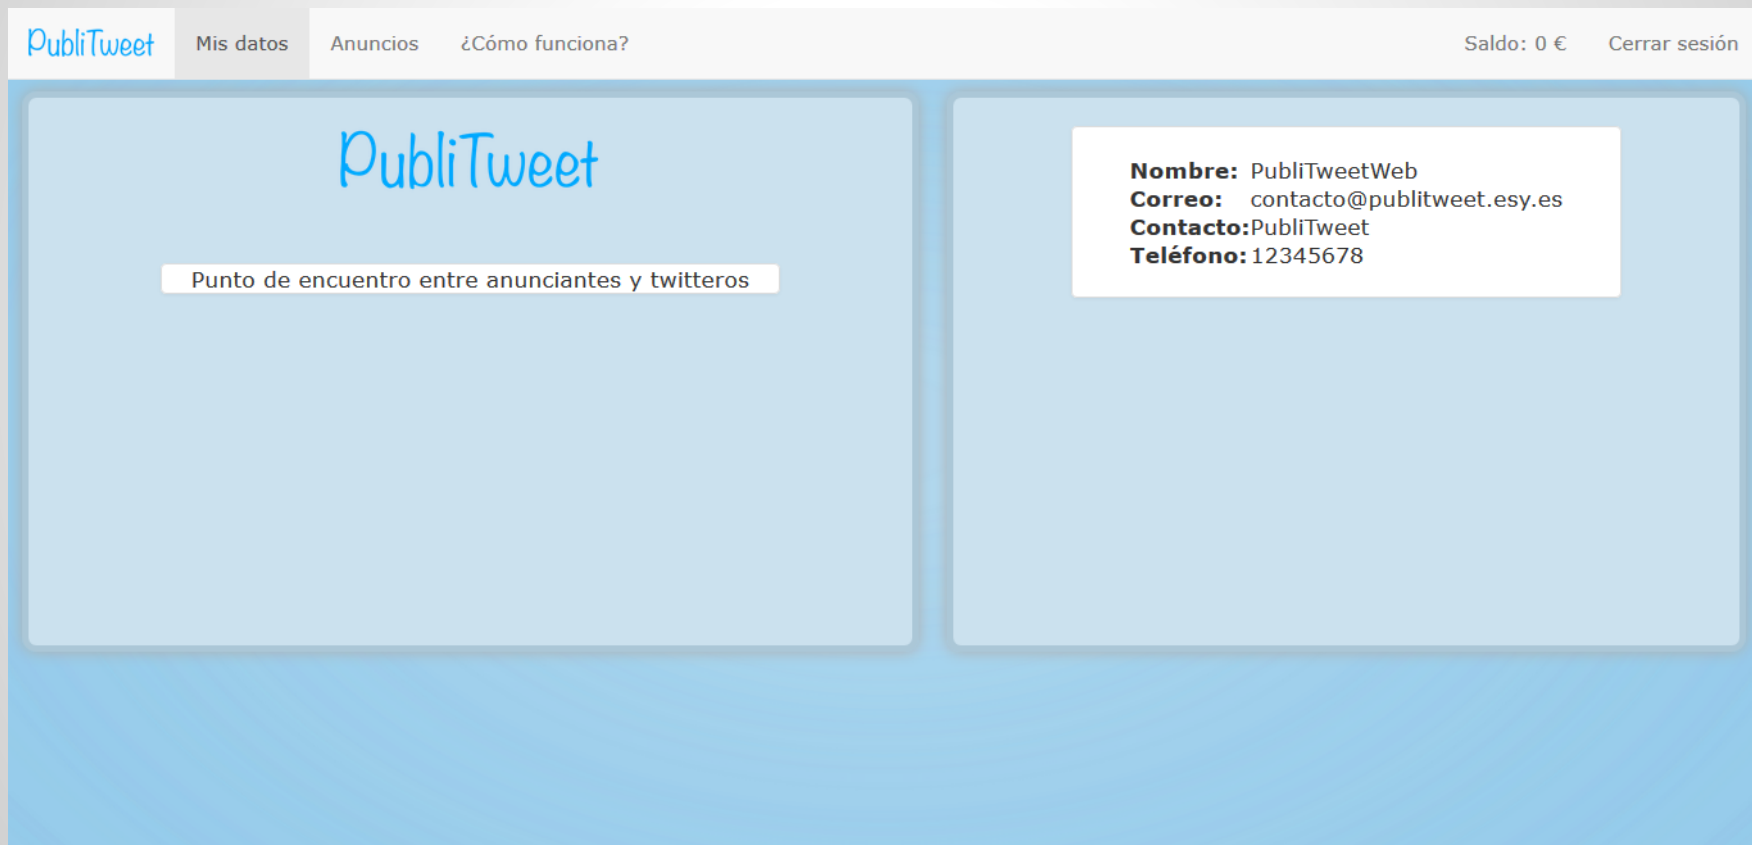 PubliTweet Mis datos Anuncios ¿Cómo funciona? Saldo: 0 € Cerrar sesión
PubliTweet
Punto de encuentro entre anunciantes y twitteros
Nombre: PubliTweetWeb
Correo: contacto@publitweet.esy.es
Contacto: PubliTweet
Teléfono: 12345678